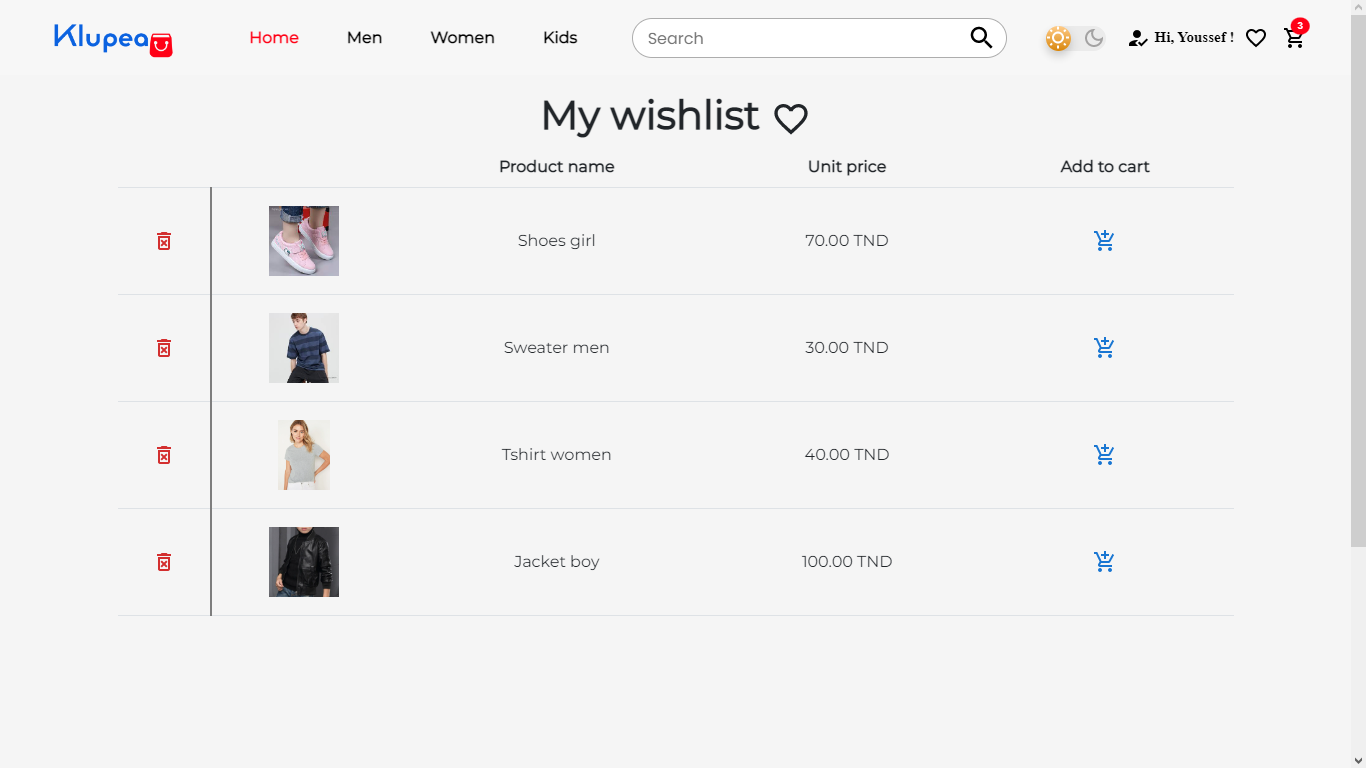 Klupea Home Men Women Kids Search Hi, Youssef ! 3
My wishlist
Product name Unit price Add to cart
Shoes girl 70.00 TND
Sweater men 30.00 TND
Tshirt women 40.00 TND
Jacket boy 100.00 TND